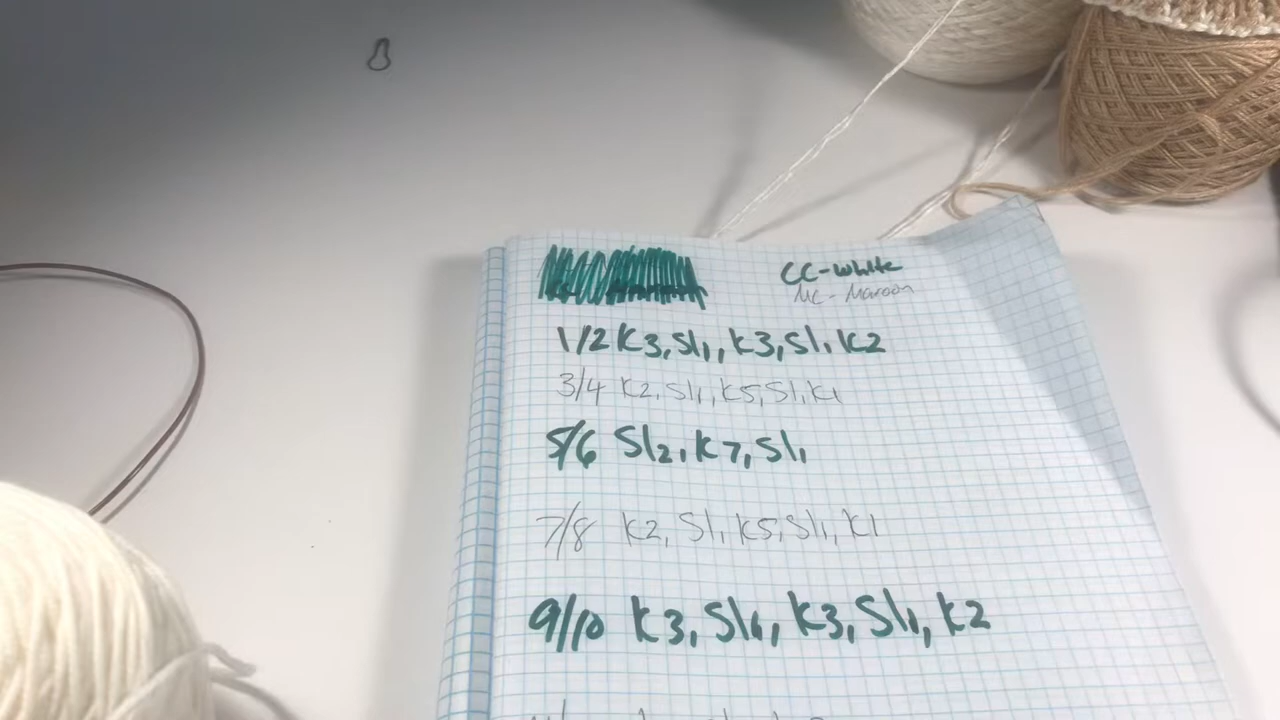 CC-white
MC-Maroon
1/2 K3, Sl1, K3, Sl1, K2
3/4 K2, Sl1, K5, Sl1, K1
5/6 Sl2, K7, Sl1
7/8 K2, Sl1, K5, Sl1, K1
9/10 K3, Sl1, K3, Sl1, K2